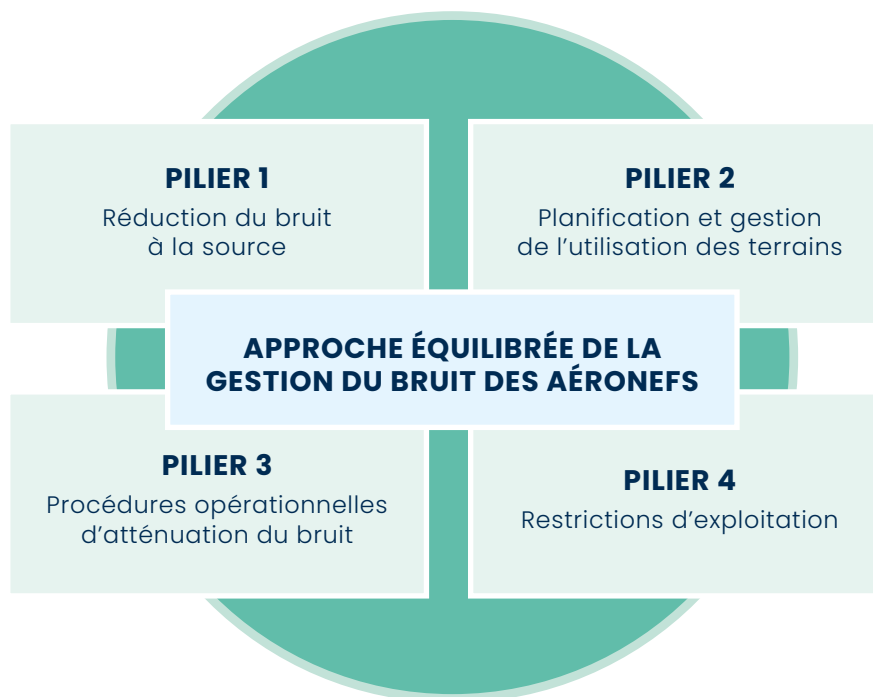 PILIER 1
Réduction du bruit
à la source
PILIER 2
Planification et gestion
de l’utilisation des terrains
APPROCHE ÉQUILIBRÉE DE LA
GESTION DU BRUIT DES AÉRONEFS
PILIER 3
Procédures opérationnelles
d’atténuation du bruit
PILIER 4
Restrictions d’exploitation